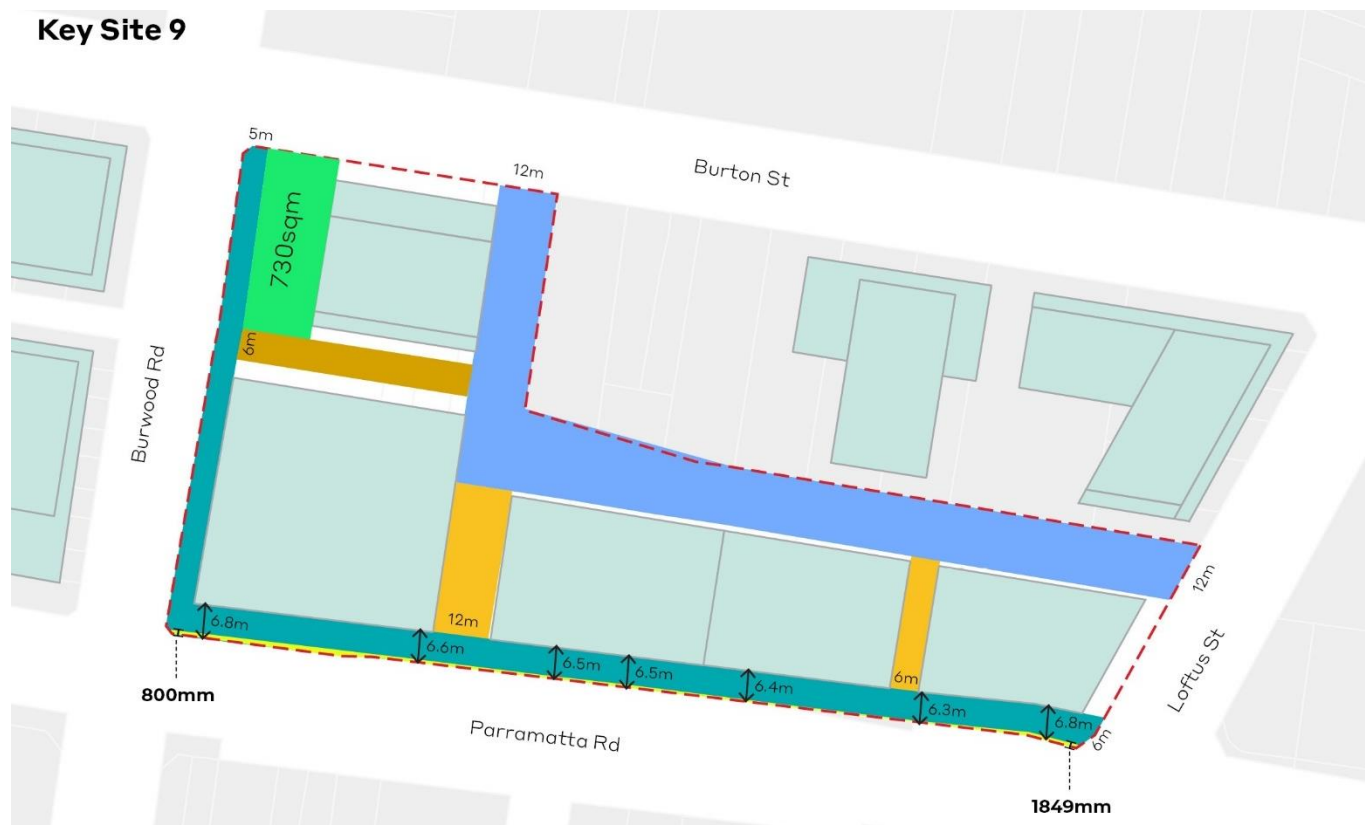 Key Site 9
5m
12m
Burton St
730sqm
6m
Burwood Rd
12m
12m
6.8m
6.6m
6.5m
6.5m
6.4m
6m
6.3m
6.8m
6m
Loftus St
800mm
Parramatta Rd
1849mm